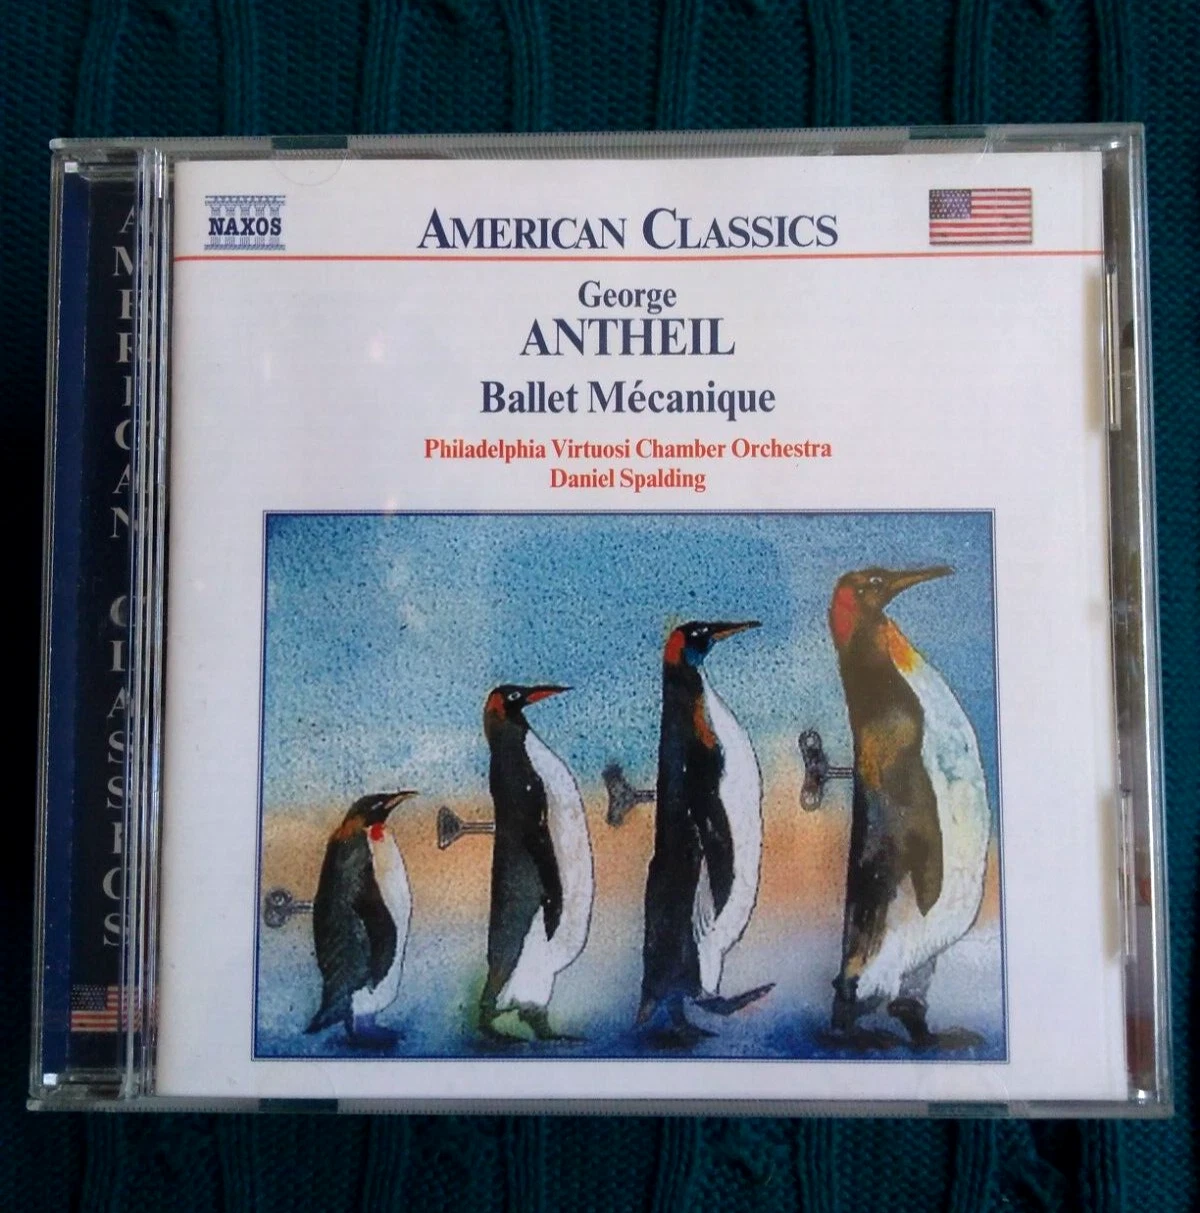 AMERICAN CLASSICS
NAXOS
AMERICAN CLASSICS
George
ANTHEIL
Ballet Mécanique
Philadelphia Virtuosi Chamber Orchestra
Daniel Spalding